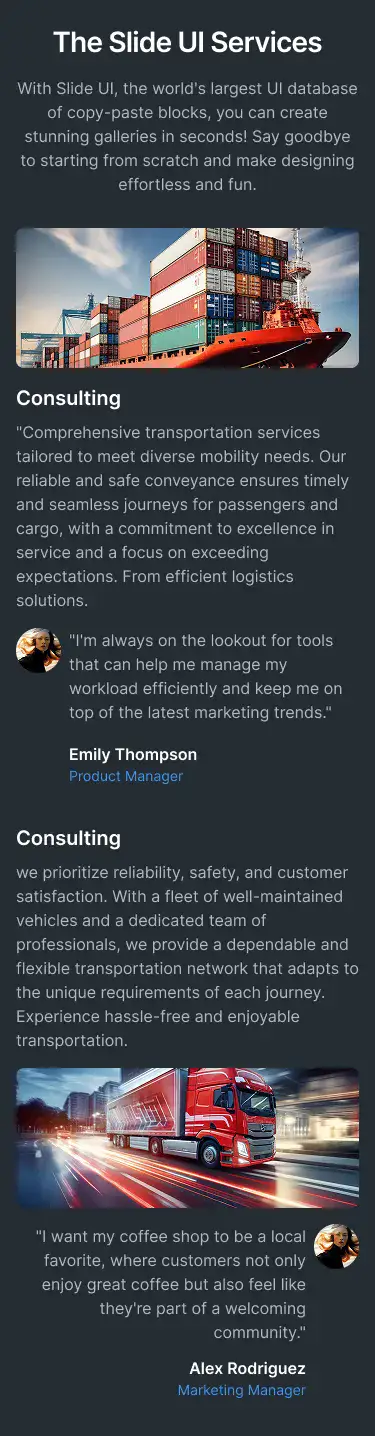 The Slide UI Services
With Slide UI, the world's largest UI database
of copy-paste blocks, you can create
stunning galleries in seconds! Say goodbye
to starting from scratch and make designing
effortless and fun.
Consulting
"Comprehensive transportation services
tailored to meet diverse mobility needs. Our
reliable and safe conveyance ensures timely
and seamless journeys for passengers and
cargo, with a commitment to excellence in
service and a focus on exceeding
expectations. From efficient logistics
solutions.
"I'm always on the lookout for tools
that can help me manage my
workload efficiently and keep me on
top of the latest marketing trends."
Emily Thompson
Product Manager
Consulting
we prioritize reliability, safety, and customer
satisfaction. With a fleet of well-maintained
vehicles and a dedicated team of
professionals, we provide a dependable and
flexible transportation network that adapts to
the unique requirements of each journey.
Experience hassle-free and enjoyable
transportation.
"I want my coffee shop to be a local
favorite, where customers not only
enjoy great coffee but also feel like
they're part of a welcoming
community."
Alex Rodriguez
Marketing Manager